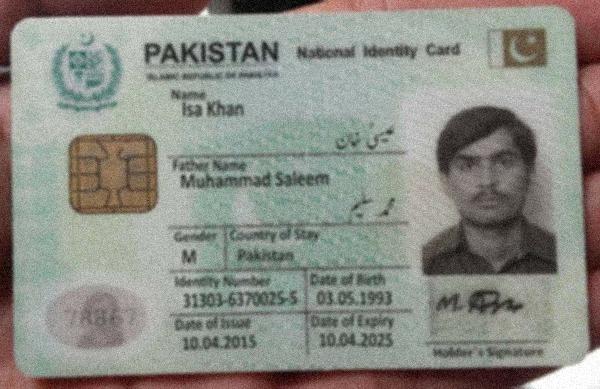 PAKISTAN National Identity Card
ISLAMIC REPUBLIC OF PAKISTAN
Name
Isa Khan
عیسیٰ خان
Father Name
Muhammad Saleem
محمد سلیم
Gender Country of Stay
M Pakistan
Identity Number Date of Birth
31303-6370025-5 03.05.1993
Date of Issue Date of Expiry
10.04.2015 10.04.2025
Holder's Signature